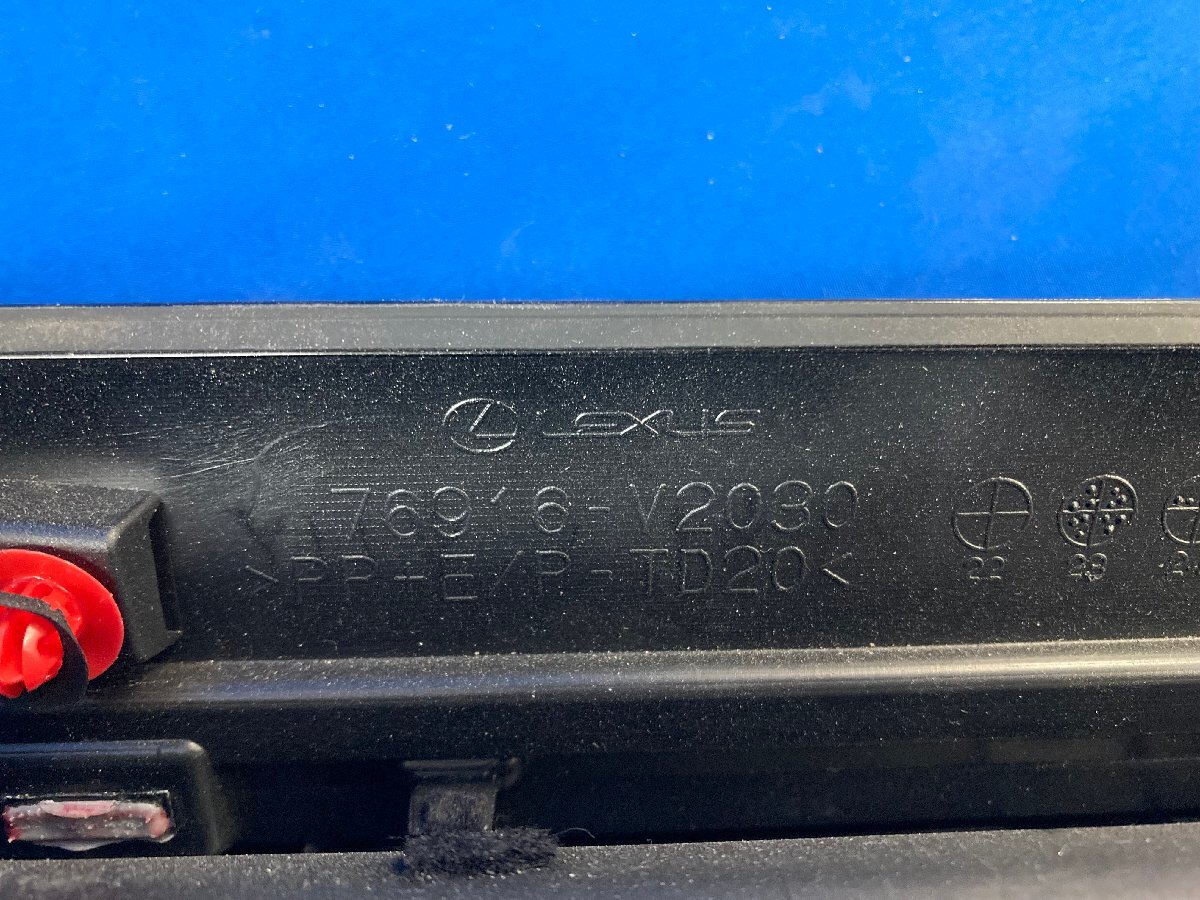 LEXUS
76916-V2030
>PP+E/P-TD20<
22 23